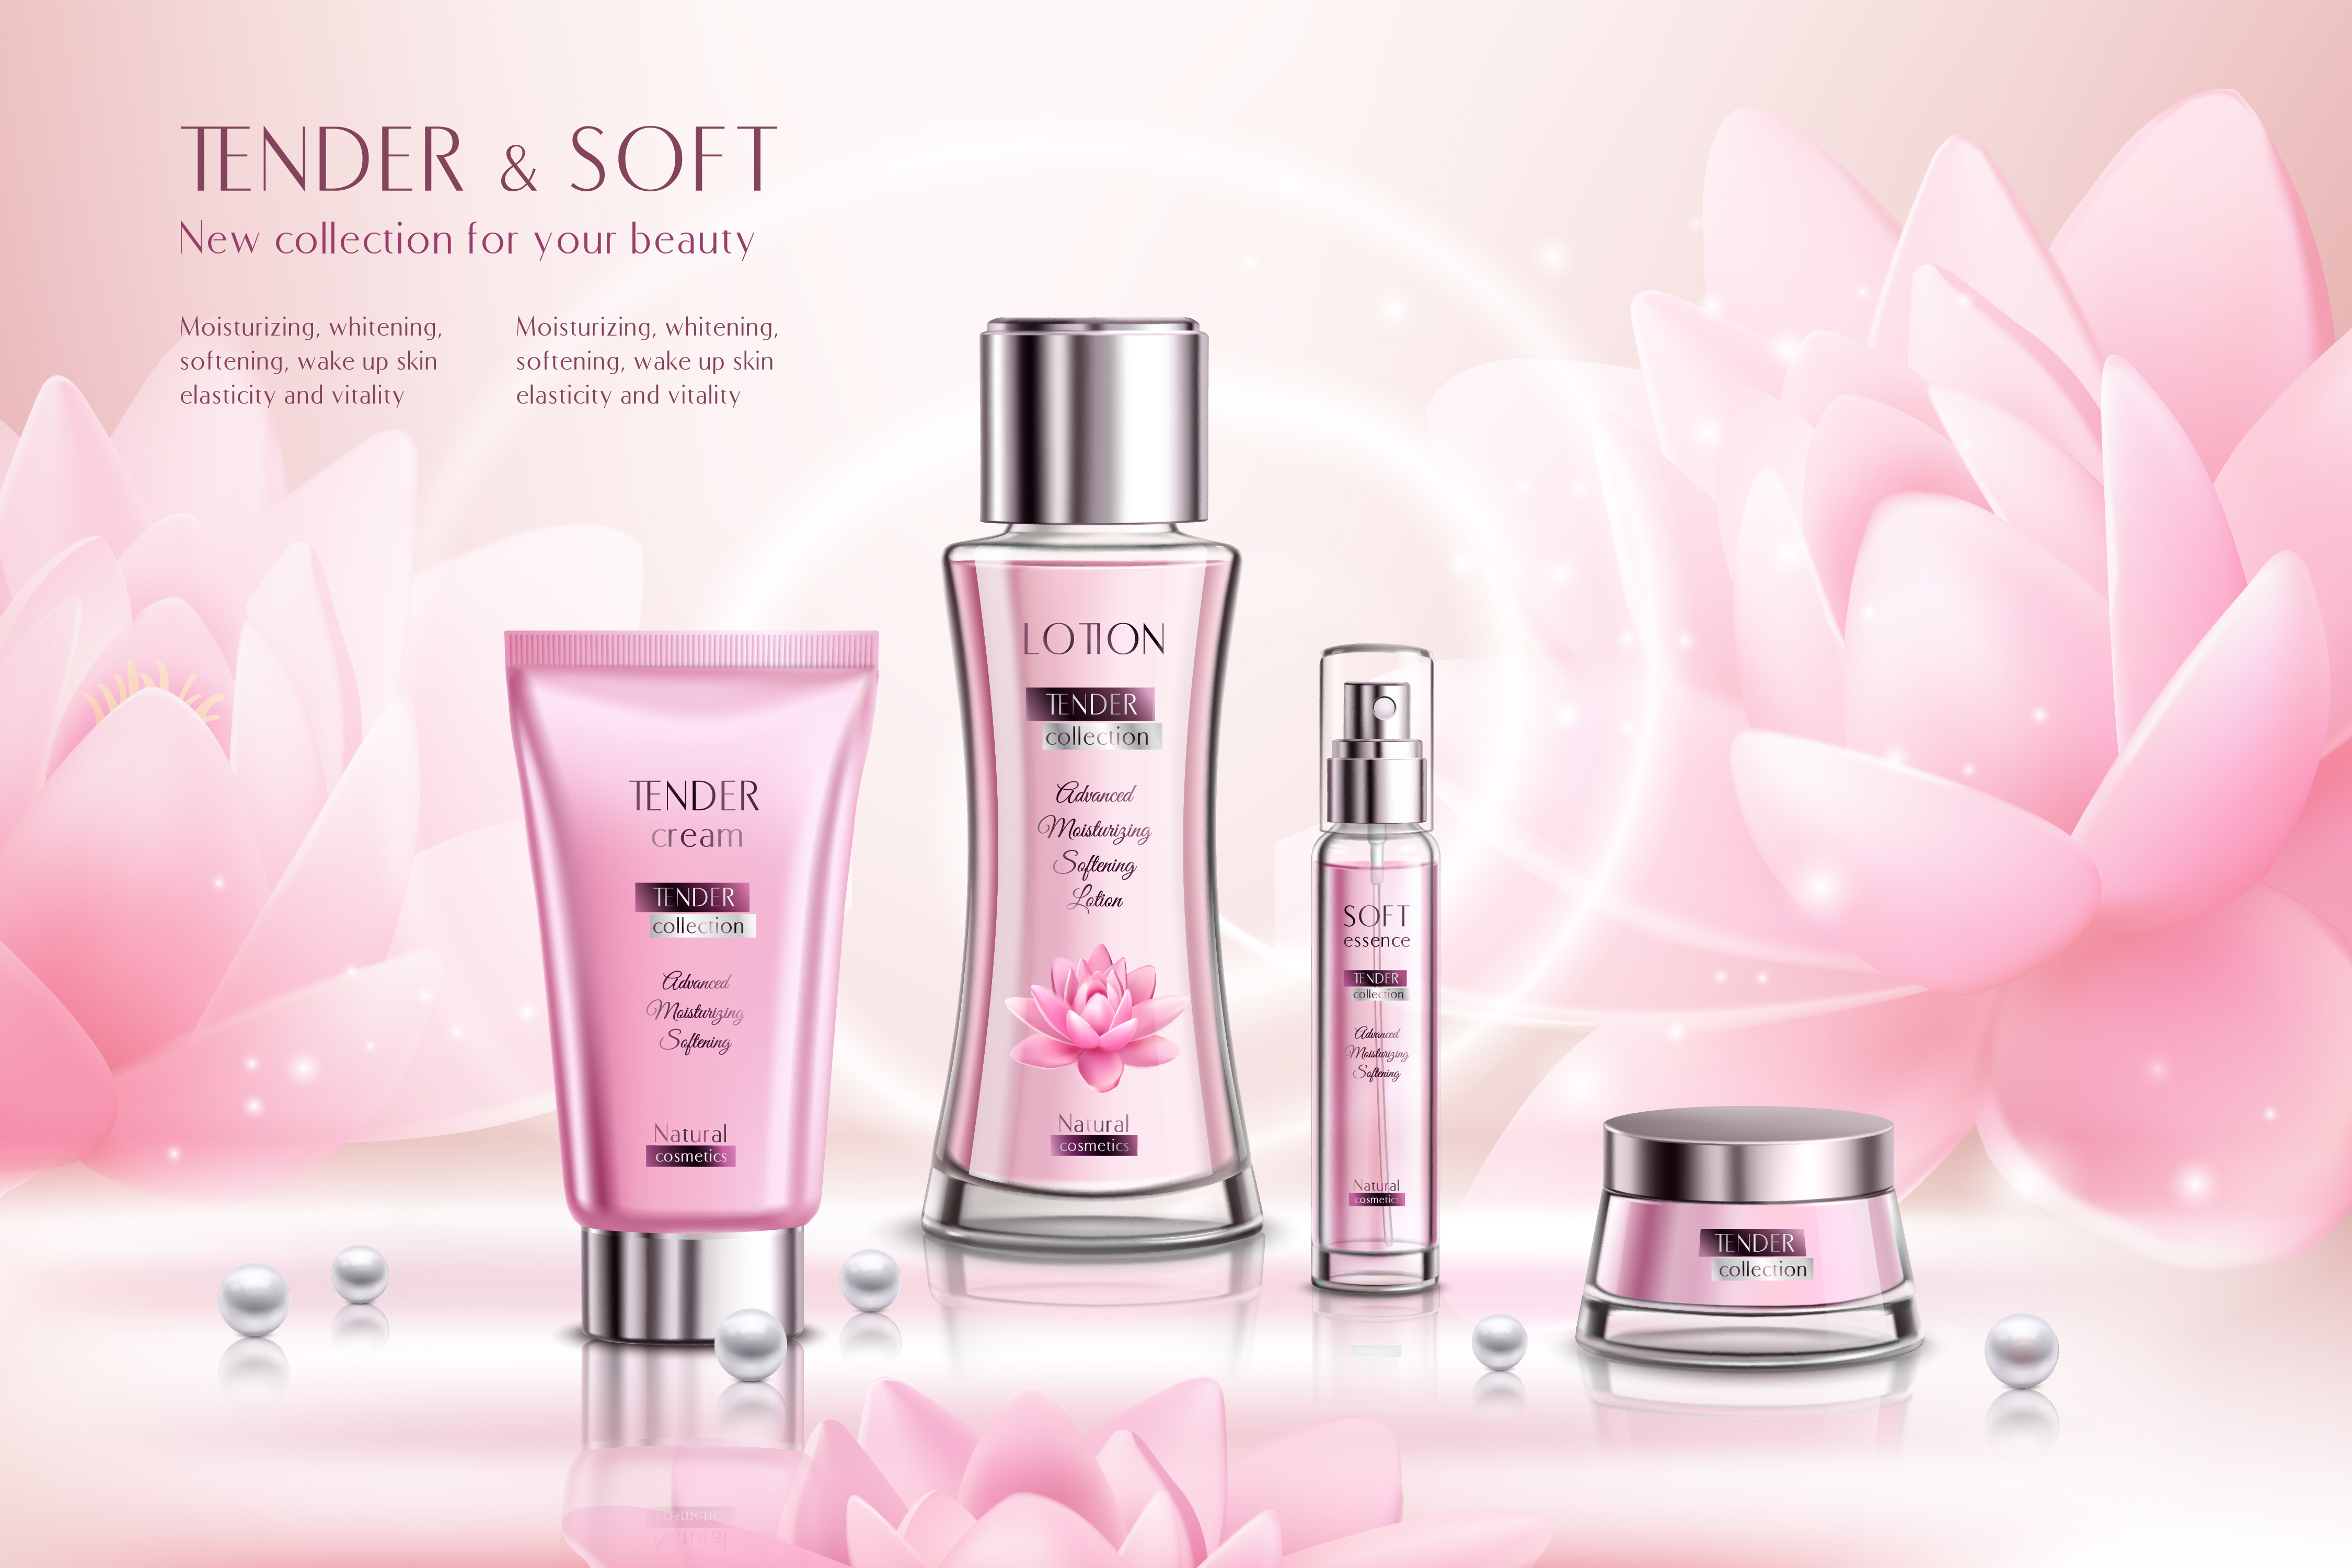 TENDER & SOFT
New collection for your beauty
Moisturizing, whitening,
softening, wake up skin
elasticity and vitality
Moisturizing, whitening,
softening, wake up skin
elasticity and vitality
TENDER
cream
TENDER
collection
Advanced
Moisturizing
Softening
Natural
cosmetics
LOTION
TENDER
collection
Advanced
Moisturizing
Softening
Lotion
Natural
cosmetics
SOFT
essence
TENDER
collection
Advanced
Moisturizing
Softening
Natural
cosmetics
TENDER
collection